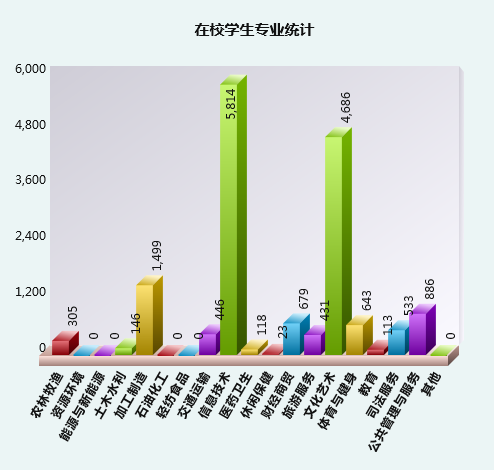 在校学生专业统计
6,000
4,800
3,600
2,400
1,200
0
305
0
0
146
1,499
0
0
446
5,814
118
23
679
431
4,686
643
113
533
886
0
农林牧渔
资源环境
能源与新能源
土木水利
加工制造
石油化工
轻纺食品
交通运输
信息技术
医药卫生
休闲保健
财经商贸
旅游服务
文化艺术
体育与健身
教育
司法服务
公共管理与服务
其他